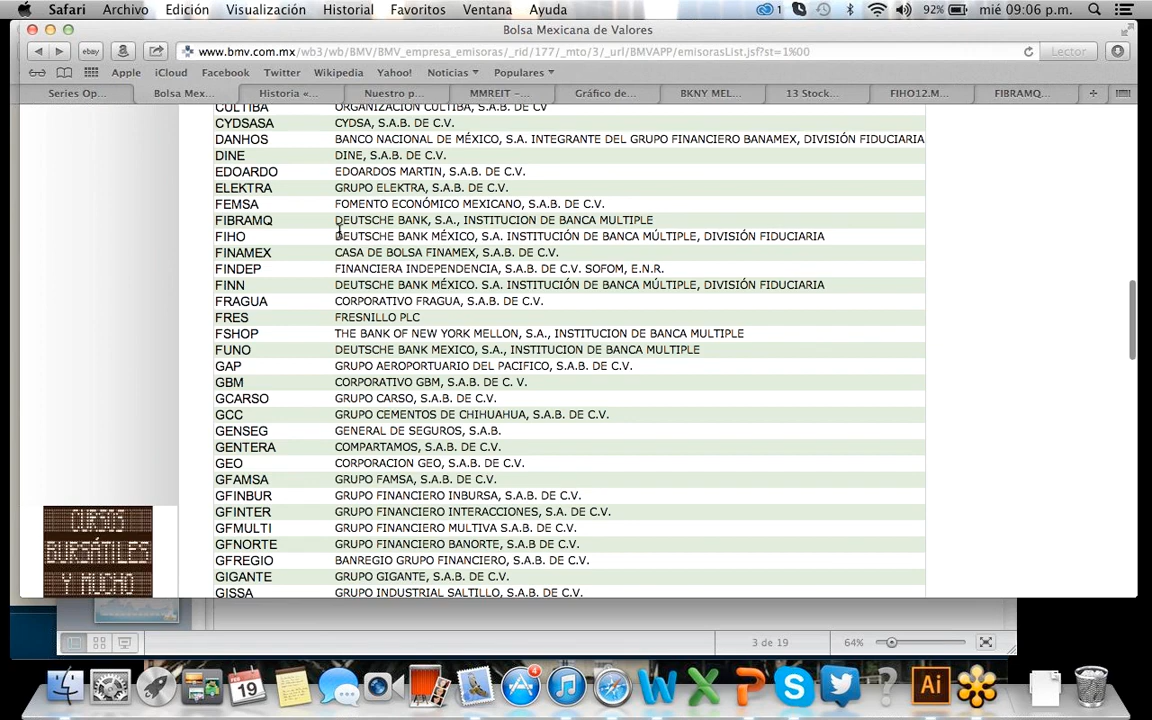 Safari Archivo Edición Visualización Historial Favoritos Ventana Ayuda 1 92% mié 09:06 p.m.
Bolsa Mexicana de Valores
ebay www.bmv.com.mx/wb3/wb/BMV/BMV_empresa_emisoras/_rid/177/_mto/3/_url/BMVAPP/emisorasList.jsf?st=1%00 Lector
Apple iCloud Facebook Twitter Wikipedia Yahoo! Noticias Populares
Series Op... Bolsa Mex... Historia «... Nuestro p... MMREIT –... Gráfico de... BKNY MEL... 13 Stock... FIHO12.M... FIBRAMQ...
CULTIBA ORGANIZACION CULTIBA, S.A.B. DE CV
CYDSASA CYDSA, S.A.B. DE C.V.
DANHOS BANCO NACIONAL DE MÉXICO, S.A. INTEGRANTE DEL GRUPO FINANCIERO BANAMEX, DIVISIÓN FIDUCIARIA
DINE DINE, S.A.B. DE C.V.
EDOARDO EDOARDOS MARTIN, S.A.B. DE C.V.
ELEKTRA GRUPO ELEKTRA, S.A.B. DE C.V.
FEMSA FOMENTO ECONÓMICO MEXICANO, S.A.B. DE C.V.
FIBRAMQ DEUTSCHE BANK, S.A., INSTITUCION DE BANCA MULTIPLE
FIHO DEUTSCHE BANK MÉXICO, S.A. INSTITUCIÓN DE BANCA MÚLTIPLE, DIVISIÓN FIDUCIARIA
FINAMEX CASA DE BOLSA FINAMEX, S.A.B. DE C.V.
FINDEP FINANCIERA INDEPENDENCIA, S.A.B. DE C.V. SOFOM, E.N.R.
FINN DEUTSCHE BANK MÉXICO. S.A. INSTITUCIÓN DE BANCA MÚLTIPLE, DIVISIÓN FIDUCIARIA
FRAGUA CORPORATIVO FRAGUA, S.A.B. DE C.V.
FRES FRESNILLO PLC
FSHOP THE BANK OF NEW YORK MELLON, S.A., INSTITUCION DE BANCA MULTIPLE
FUNO DEUTSCHE BANK MEXICO, S.A., INSTITUCION DE BANCA MULTIPLE
GAP GRUPO AEROPORTUARIO DEL PACIFICO, S.A.B. DE C.V.
GBM CORPORATIVO GBM, S.A.B. DE C. V.
GCARSO GRUPO CARSO, S.A.B. DE C.V.
GCC GRUPO CEMENTOS DE CHIHUAHUA, S.A.B. DE C.V.
GENSEG GENERAL DE SEGUROS, S.A.B.
GENTERA COMPARTAMOS, S.A.B. DE C.V.
GEO CORPORACION GEO, S.A.B. DE C.V.
GFAMSA GRUPO FAMSA, S.A.B. DE C.V.
GFINBUR GRUPO FINANCIERO INBURSA, S.A.B. DE C.V.
GFINTER GRUPO FINANCIERO INTERACCIONES, S.A. DE C.V.
GFMULTI GRUPO FINANCIERO MULTIVA S.A.B. DE C.V.
GFNORTE GRUPO FINANCIERO BANORTE, S.A.B DE C.V.
GFREGIO BANREGIO GRUPO FINANCIERO, S.A.B. DE C.V.
GIGANTE GRUPO GIGANTE, S.A.B. DE C.V.
GISSA GRUPO INDUSTRIAL SALTILLO, S.A.B. DE C.V.
CURSOS
BURSÁTILES
Y MUCHO
3 de 19 64%
NOV
19
4
W X P S Ai